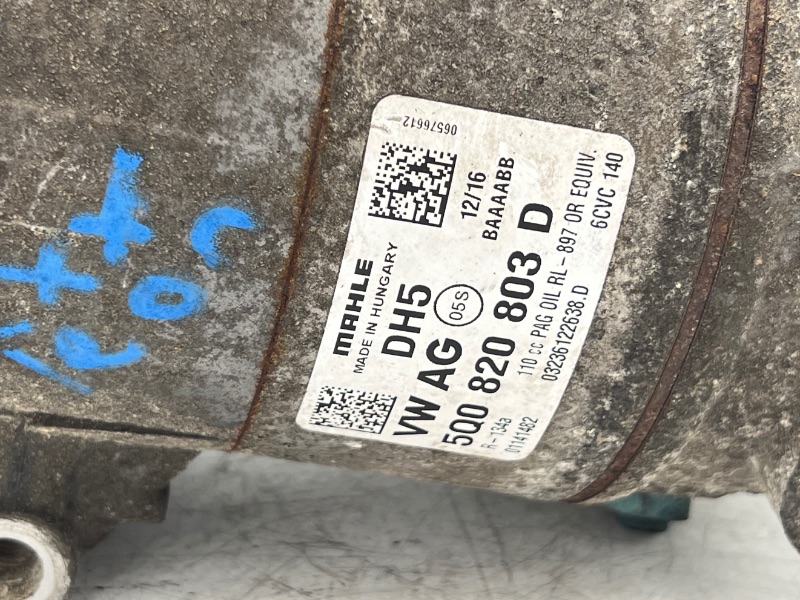 06576612
12/16
BAAAABB
MAHLE
MADE IN HUNGARY
DH5
VW AG 05S
5Q0 820 803 D
R-134a 110 cc PAG OIL RL-897 OR EQUIV.
01141482 03236122638.D 6CVC 140